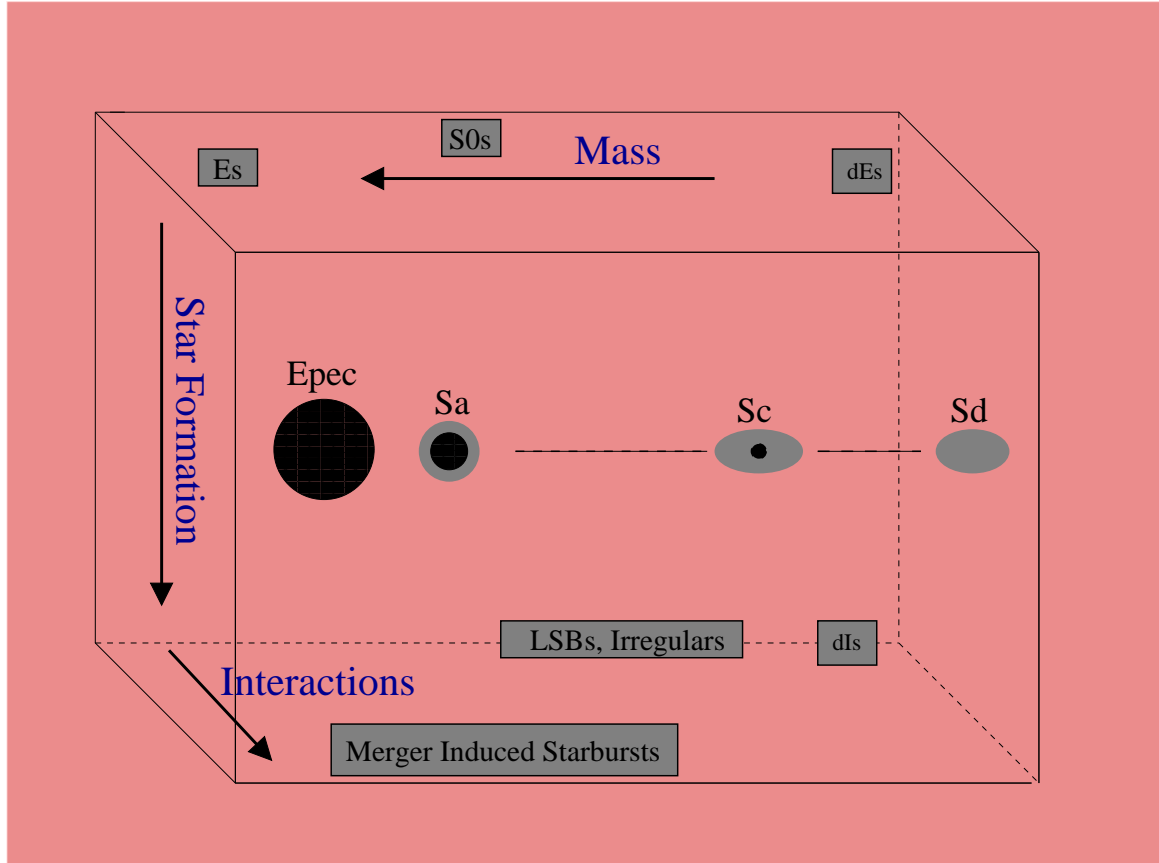 S0s
Mass
Es
dEs
Star Formation
Epec
Sa
Sc
Sd
LSBs, Irregulars
dIs
Interactions
Merger Induced Starbursts